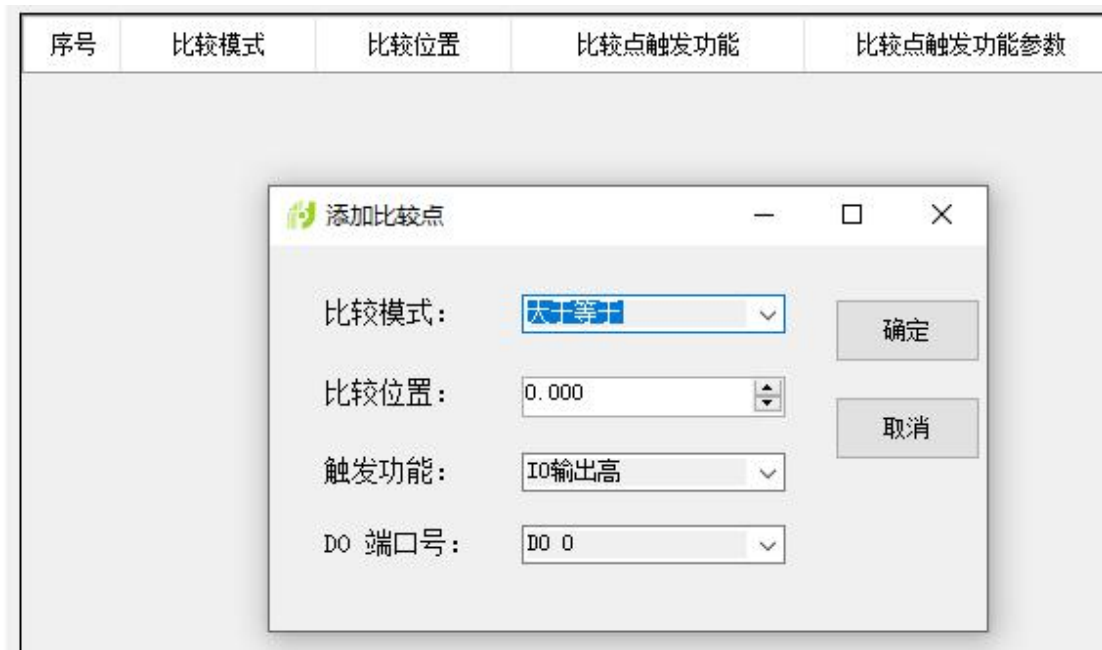 序号 比较模式 比较位置 比较点触发功能 比较点触发功能参数
添加比较点
比较模式： 大于等于
确定
比较位置： 0.000
取消
触发功能： IO输出高
DO 端口号： DO 0